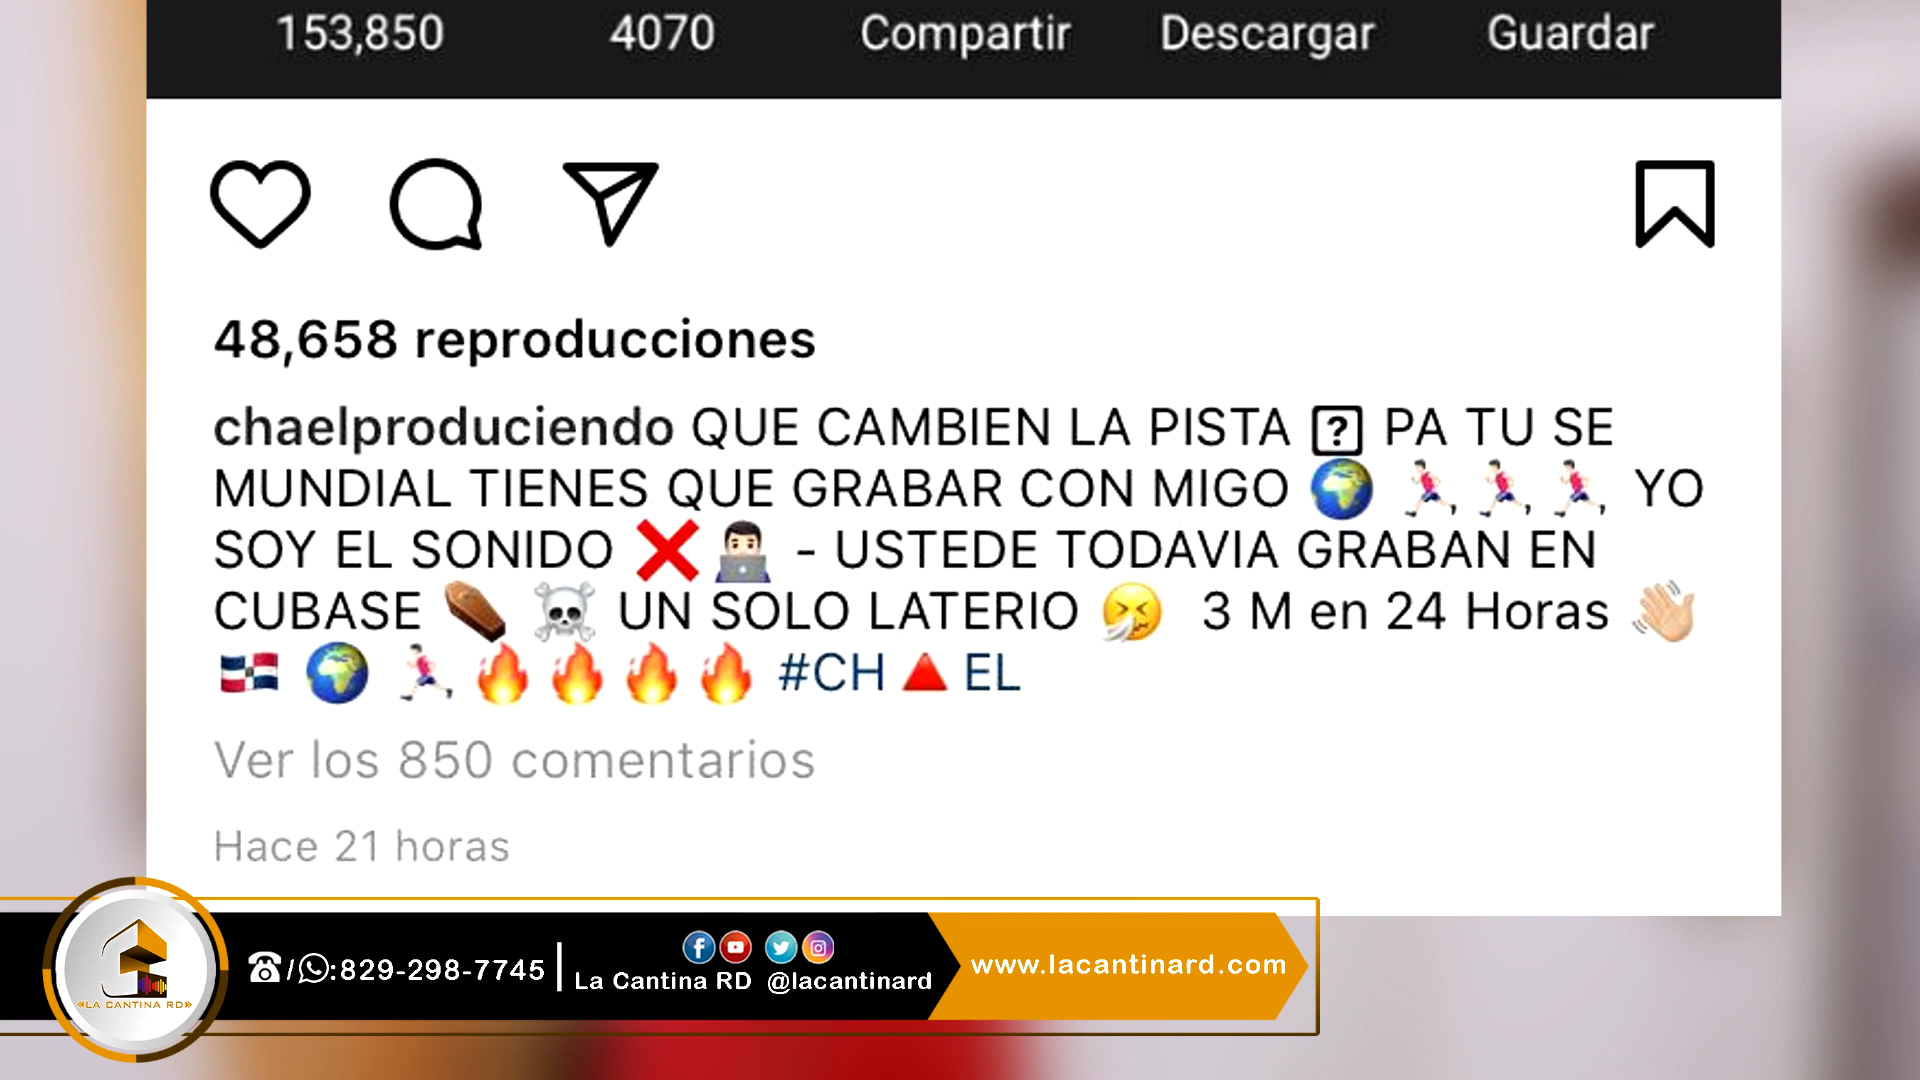 153,850 4070 Compartir Descargar Guardar
48,658 reproducciones
chaelproduciendo QUE CAMBIEN LA PISTA ? PA TU SE
MUNDIAL TIENES QUE GRABAR CON MIGO 🌍 🏃🏻 🏃🏻 🏃🏻 YO
SOY EL SONIDO ❌ 👨🏻‍💻 - USTEDE TODAVIA GRABAN EN
CUBASE ⚰️ ☠️ UN SOLO LATERIO 🤧 3 M en 24 Horas 👋🏻
🇩🇴 🌍 🏃🏻 🔥 🔥 🔥 🔥 #CH🔺EL
Ver los 850 comentarios
Hace 21 horas
«LA CANTINA RD»
☎/:829-298-7745 | La Cantina RD @lacantinard
www.lacantinard.com